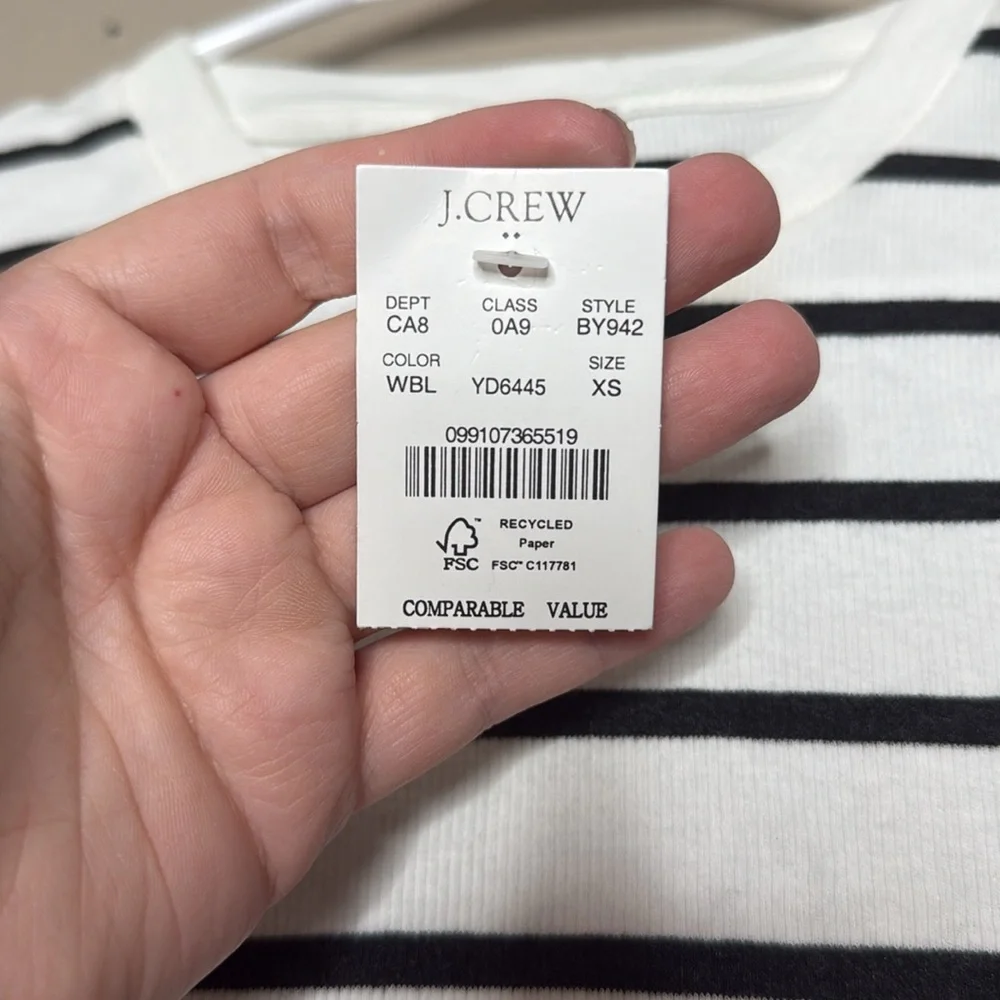 J.CREW
DEPT CLASS STYLE
CA8 0A9 BY942
COLOR SIZE
WBL YD6445 XS
099107365519
RECYCLED
Paper
FSC™ FSC™ C117781
COMPARABLE VALUE